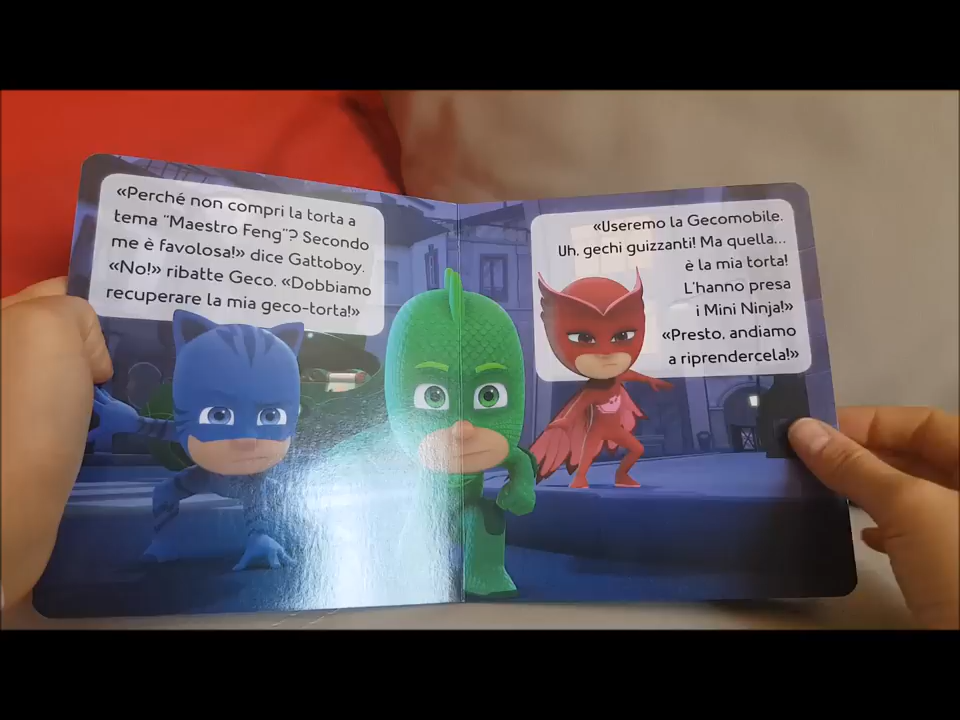 «Perché non compri la torta a
tema "Maestro Feng"? Secondo
me è favolosa!» dice Gattoboy.
«No!» ribatte Geco. «Dobbiamo
recuperare la mia geco-torta!»
«Useremo la Gecomobile.
Uh, gechi guizzanti! Ma quella...
è la mia torta!
L'hanno presa
i Mini Ninja!»
«Presto, andiamo
a riprendercela!»